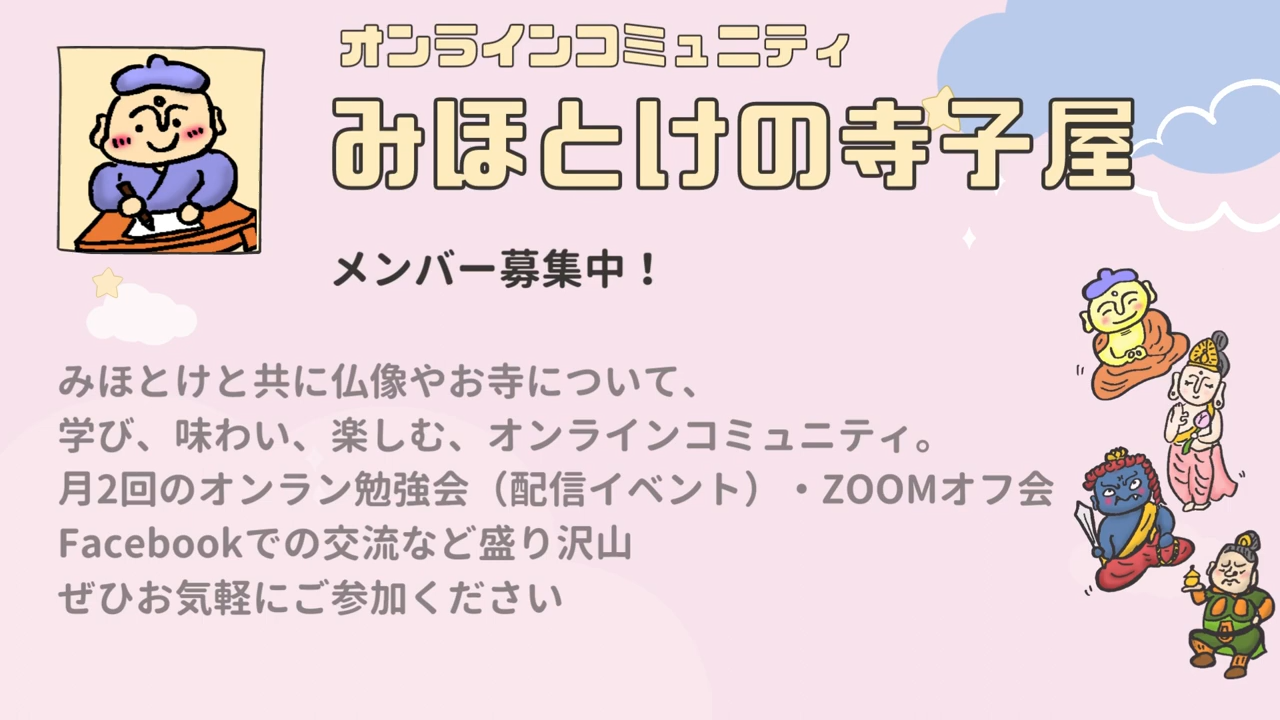 オンラインコミュニティ
みほとけの寺子屋
メンバー募集中！
みほとけと共に仏像やお寺について、
学び、味わい、楽しむ、オンラインコミュニティ。
月2回のオンラン勉強会（配信イベント）・ZOOMオフ会
Facebookでの交流など盛り沢山
ぜひお気軽にご参加ください